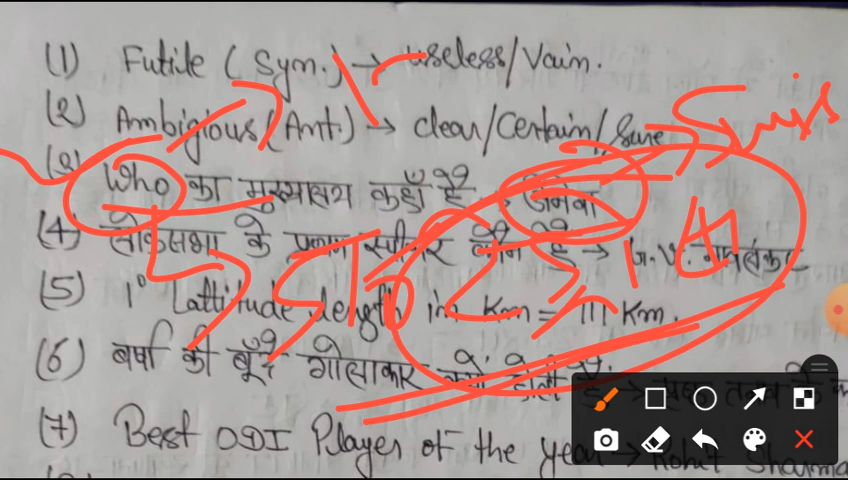 (1) Futile (Syn.) → useless/Vain.
(2) Ambigious (Ant.) → clear/Certain/Sure
(3) Who का मुख्यालय कहाँ है ?? जेनेवा
(4) लोकसभा के प्रथम स्पीकर कौन है ?? → G.V. मावलंकर
(5) 1° Lattitude length in Km = 111 Km.
(6) वर्षा की बूँदें गोलाकार क्यों होती है
(7) Best ODI Player of the year → Rohit Sharma